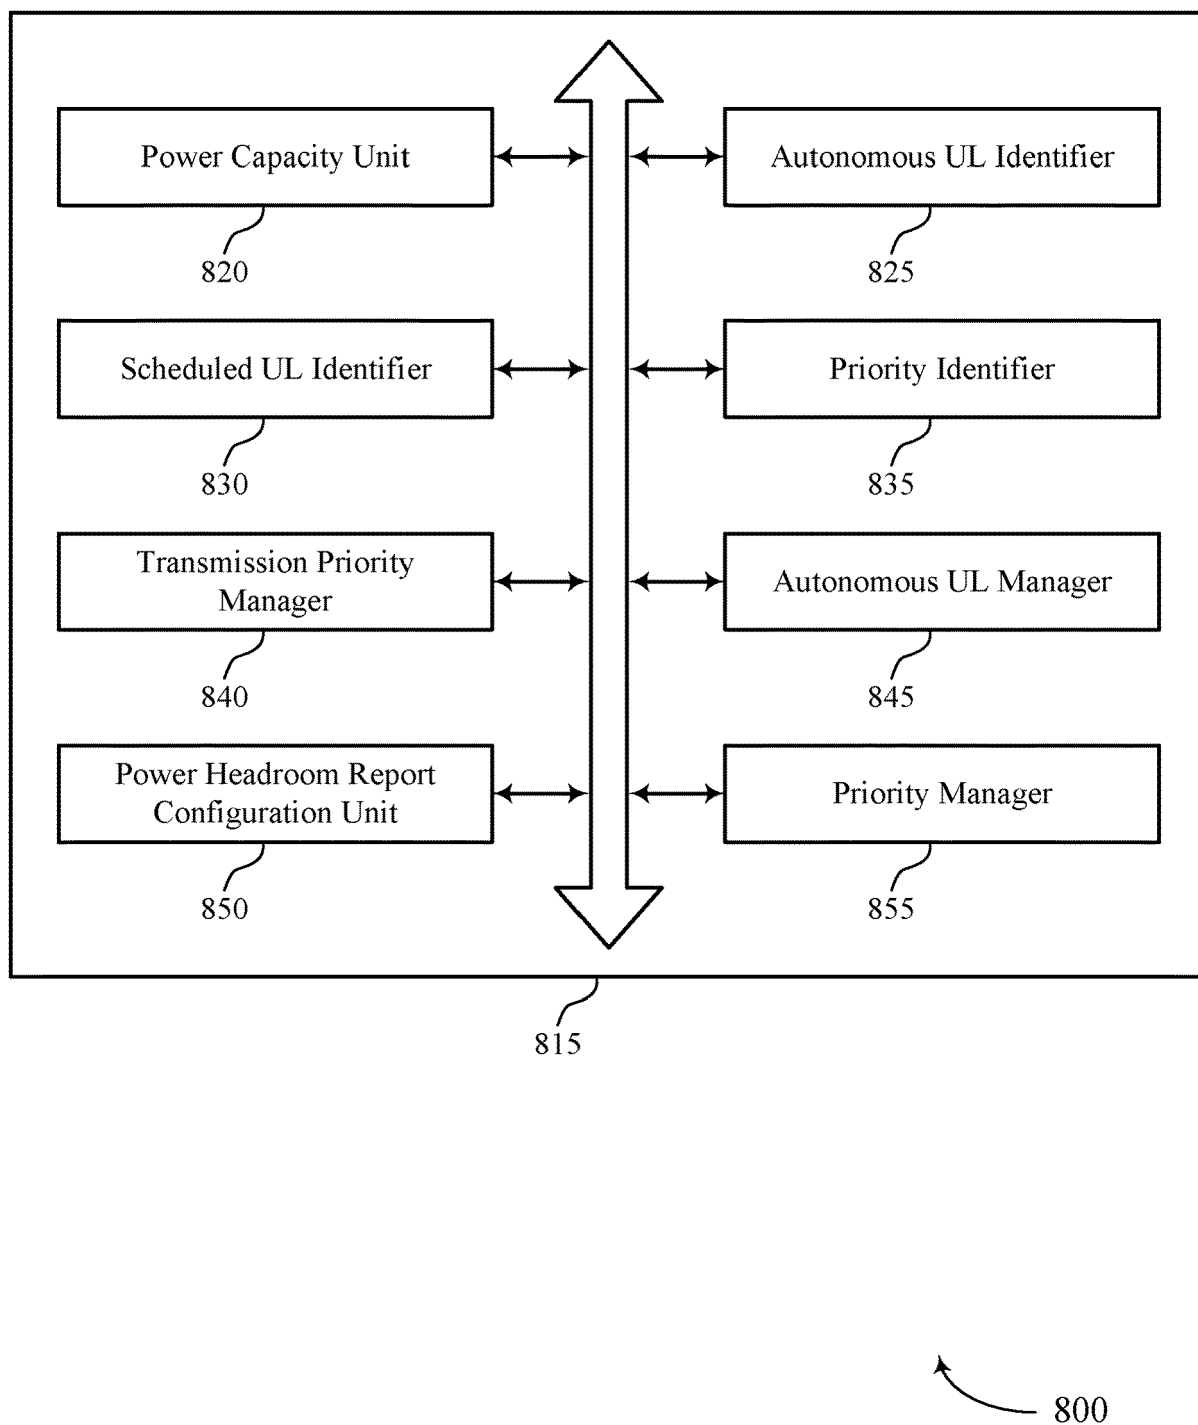 Power Capacity Unit
Autonomous UL Identifier
820
825
Scheduled UL Identifier
Priority Identifier
830
835
Transmission Priority
Manager
Autonomous UL Manager
840
845
Power Headroom Report
Configuration Unit
Priority Manager
850
855
815
800